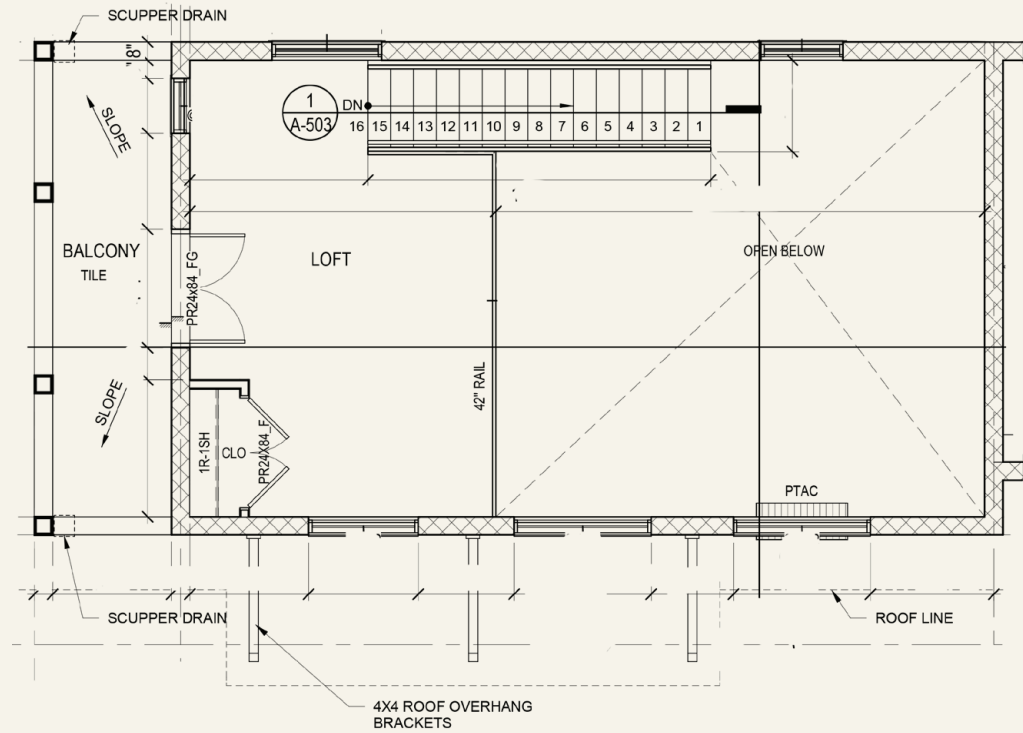 SCUPPER DRAIN
8"
SLOPE
1
A-503
DN
16 15 14 13 12 11 10 9 8 7 6 5 4 3 2 1
BALCONY
TILE
PR24x84_FG
LOFT
OPEN BELOW
42" RAIL
SLOPE
1R-1SH
CLO
PR24X84_F
PTAC
SCUPPER DRAIN
ROOF LINE
4X4 ROOF OVERHANG
BRACKETS